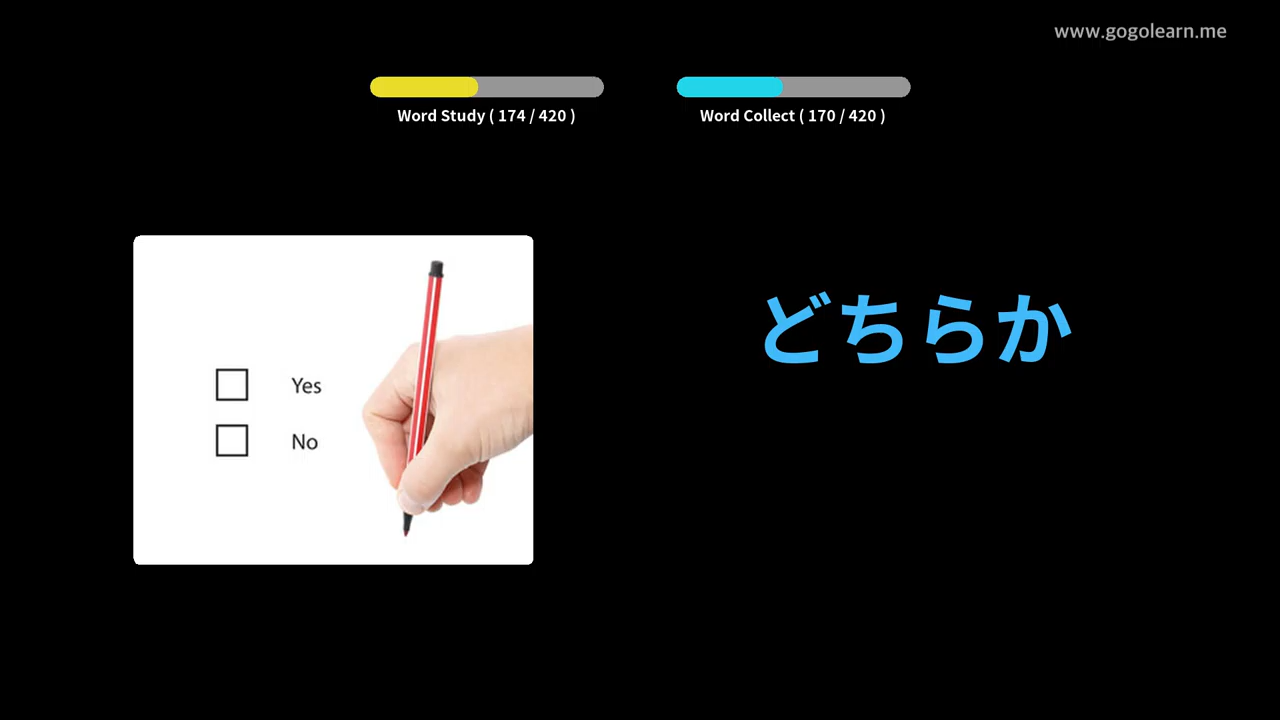 www.gogolearn.me
Word Study ( 174 / 420 )
Word Collect ( 170 / 420 )
どちらか
Yes
No